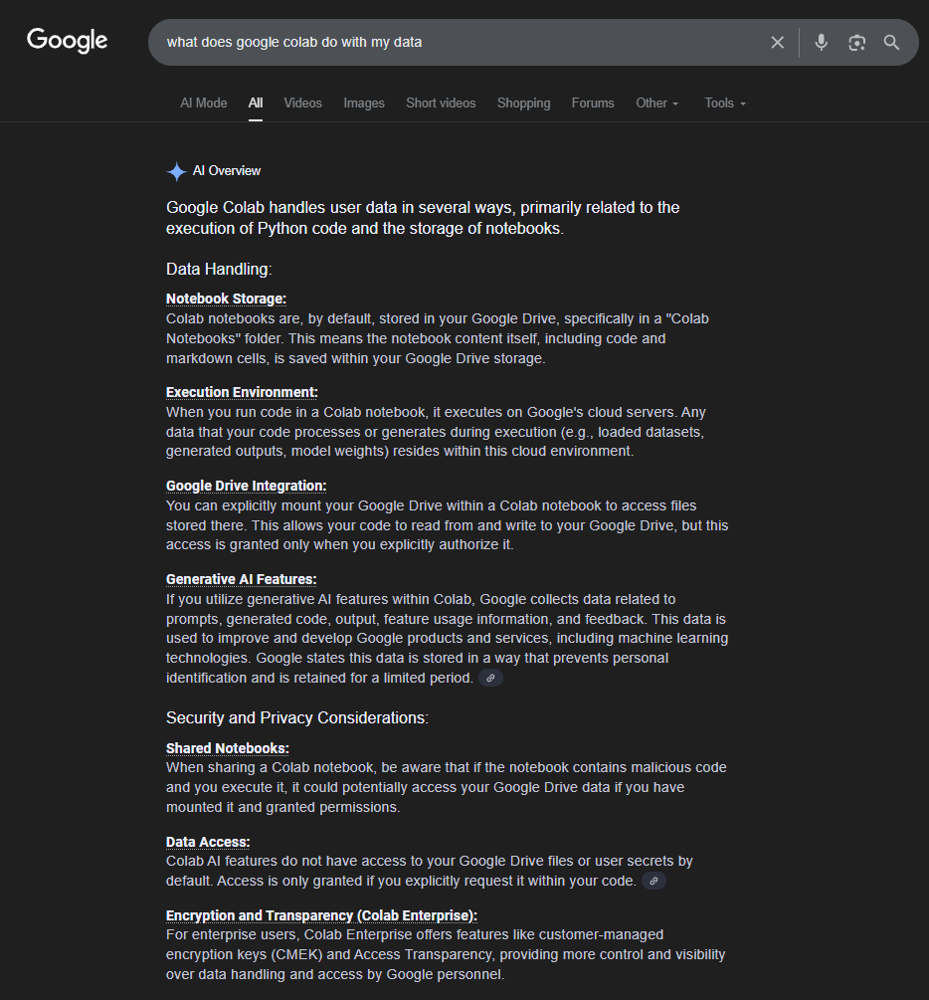 Google
what does google colab do with my data
AI Mode All Videos Images Short videos Shopping Forums Other Tools
AI Overview
Google Colab handles user data in several ways, primarily related to the
execution of Python code and the storage of notebooks.
Data Handling:
Notebook Storage:
Colab notebooks are, by default, stored in your Google Drive, specifically in a "Colab
Notebooks" folder. This means the notebook content itself, including code and
markdown cells, is saved within your Google Drive storage.
Execution Environment:
When you run code in a Colab notebook, it executes on Google's cloud servers. Any
data that your code processes or generates during execution (e.g., loaded datasets,
generated outputs, model weights) resides within this cloud environment.
Google Drive Integration:
You can explicitly mount your Google Drive within a Colab notebook to access files
stored there. This allows your code to read from and write to your Google Drive, but this
access is granted only when you explicitly authorize it.
Generative AI Features:
If you utilize generative AI features within Colab, Google collects data related to
prompts, generated code, output, feature usage information, and feedback. This data is
used to improve and develop Google products and services, including machine learning
technologies. Google states this data is stored in a way that prevents personal
identification and is retained for a limited period.
Security and Privacy Considerations:
Shared Notebooks:
When sharing a Colab notebook, be aware that if the notebook contains malicious code
and you execute it, it could potentially access your Google Drive data if you have
mounted it and granted permissions.
Data Access:
Colab AI features do not have access to your Google Drive files or user secrets by
default. Access is only granted if you explicitly request it within your code.
Encryption and Transparency (Colab Enterprise):
For enterprise users, Colab Enterprise offers features like customer-managed
encryption keys (CMEK) and Access Transparency, providing more control and visibility
over data handling and access by Google personnel.